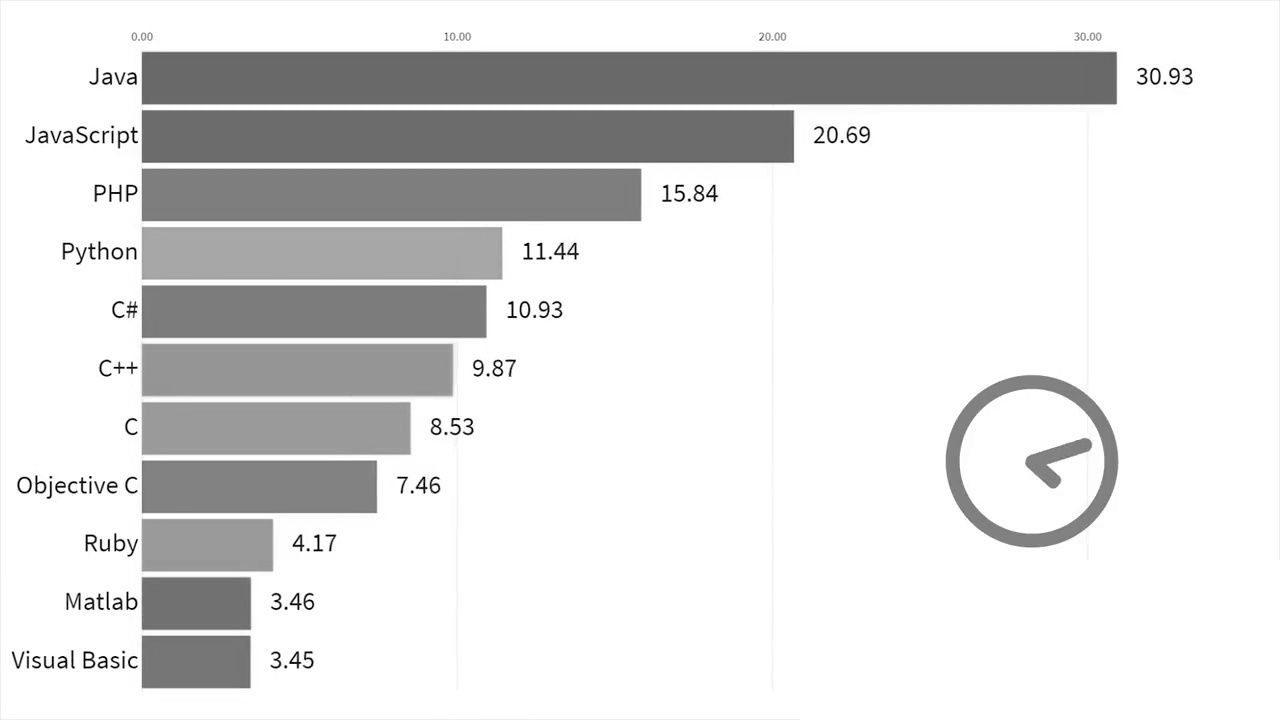 0.00 10.00 20.00 30.00
Java 30.93
JavaScript 20.69
PHP 15.84
Python 11.44
C# 10.93
C++ 9.87
C 8.53
Objective C 7.46
Ruby 4.17
Matlab 3.46
Visual Basic 3.45